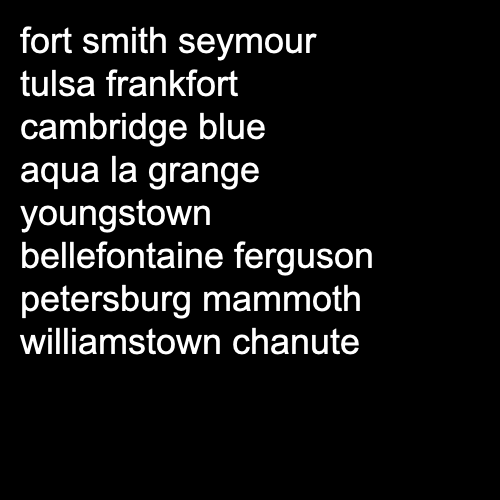 fort smith seymour
tulsa frankfort
cambridge blue
aqua la grange
youngstown
bellefontaine ferguson
petersburg mammoth
williamstown chanute